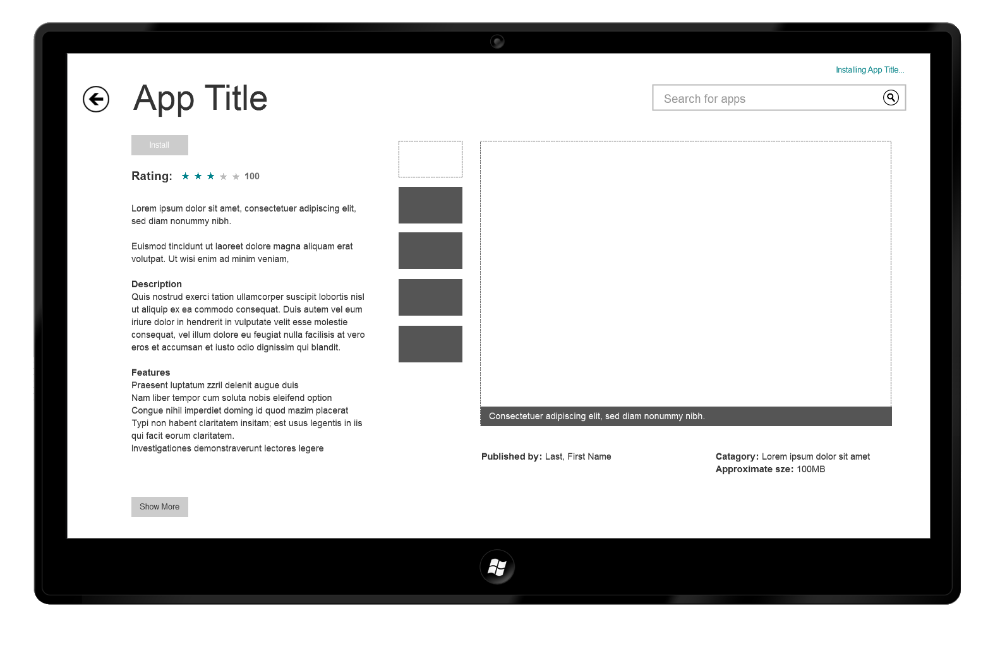 Installing App Title...
App Title
Search for apps
Install
Rating: 100
Lorem ipsum dolor sit amet, consectetuer adipiscing elit,
sed diam nonummy nibh.
Euismod tincidunt ut laoreet dolore magna aliquam erat
volutpat. Ut wisi enim ad minim veniam,
Description
Quis nostrud exerci tation ullamcorper suscipit lobortis nisl
ut aliquip ex ea commodo consequat. Duis autem vel eum
iriure dolor in hendrerit in vulputate velit esse molestie
consequat, vel illum dolore eu feugiat nulla facilisis at vero
eros et accumsan et iusto odio dignissim qui blandit.
Features
Praesent luptatum zzril delenit augue duis
Nam liber tempor cum soluta nobis eleifend option
Congue nihil imperdiet doming id quod mazim placerat
Typi non habent claritatem insitam; est usus legentis in iis
qui facit eorum claritatem.
Investigationes demonstraverunt lectores legere
Show More
Consectetuer adipiscing elit, sed diam nonummy nibh.
Published by: Last, First Name
Catagory: Lorem ipsum dolor sit amet
Approximate sze: 100MB